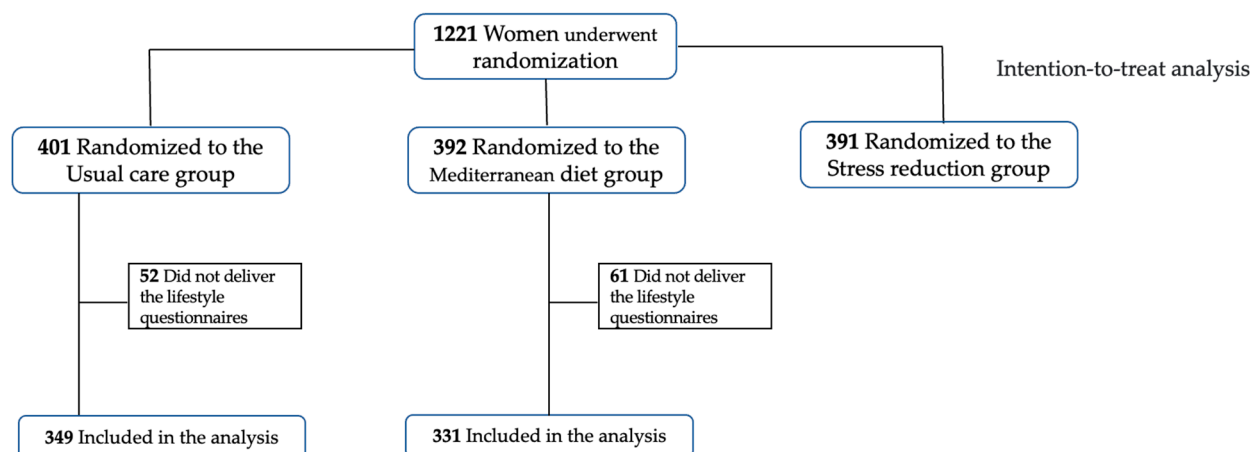 1221 Women underwent
randomization
Intention-to-treat analysis
401 Randomized to the
Usual care group
392 Randomized to the
Mediterranean diet group
391 Randomized to the
Stress reduction group
52 Did not deliver
the lifestyle
questionnaires
61 Did not deliver
the lifestyle
questionnaires
349 Included in the analysis
331 Included in the analysis